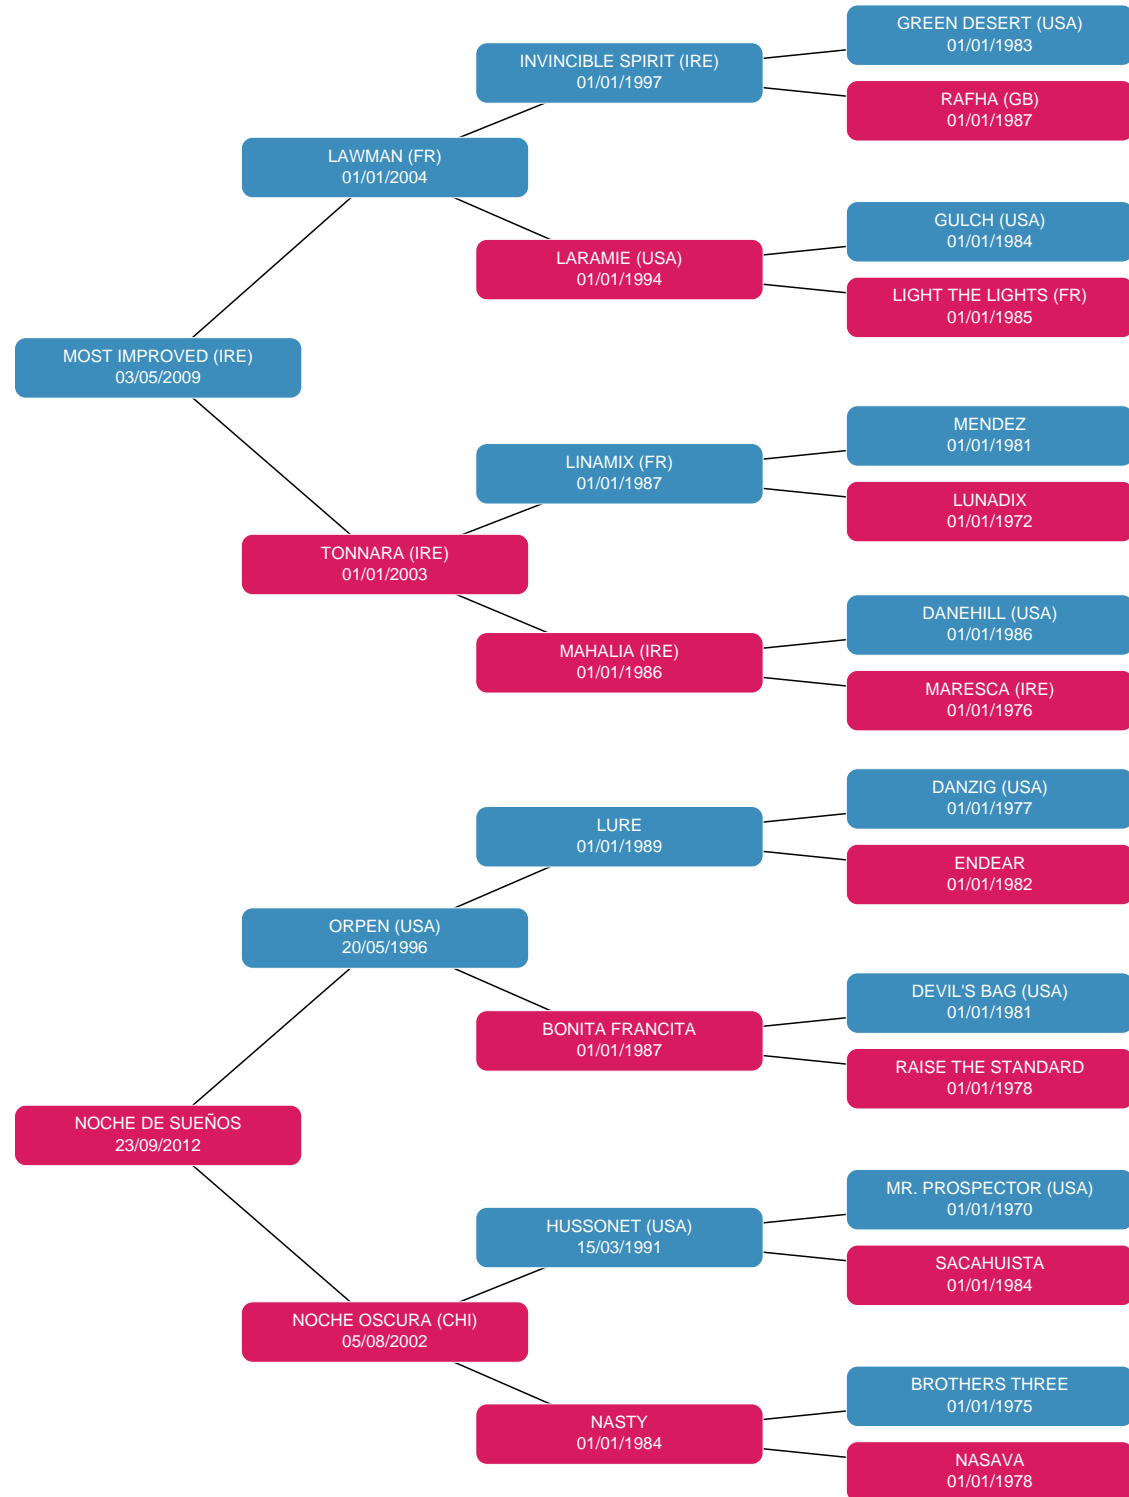 GREEN DESERT (USA)
01/01/1983
INVINCIBLE SPIRIT (IRE)
01/01/1997
RAFHA (GB)
01/01/1987
LAWMAN (FR)
01/01/2004
GULCH (USA)
01/01/1984
LARAMIE (USA)
01/01/1994
LIGHT THE LIGHTS (FR)
01/01/1985
MOST IMPROVED (IRE)
03/05/2009
MENDEZ
01/01/1981
LINAMIX (FR)
01/01/1987
LUNADIX
01/01/1972
TONNARA (IRE)
01/01/2003
DANEHILL (USA)
01/01/1986
MAHALIA (IRE)
01/01/1986
MARESCA (IRE)
01/01/1976
DANZIG (USA)
01/01/1977
LURE
01/01/1989
ENDEAR
01/01/1982
ORPEN (USA)
20/05/1996
DEVIL'S BAG (USA)
01/01/1981
BONITA FRANCITA
01/01/1987
RAISE THE STANDARD
01/01/1978
NOCHE DE SUEÑOS
23/09/2012
MR. PROSPECTOR (USA)
01/01/1970
HUSSONET (USA)
15/03/1991
SACAHUISTA
01/01/1984
NOCHE OSCURA (CHI)
05/08/2002
BROTHERS THREE
01/01/1975
NASTY
01/01/1984
NASAVA
01/01/1978